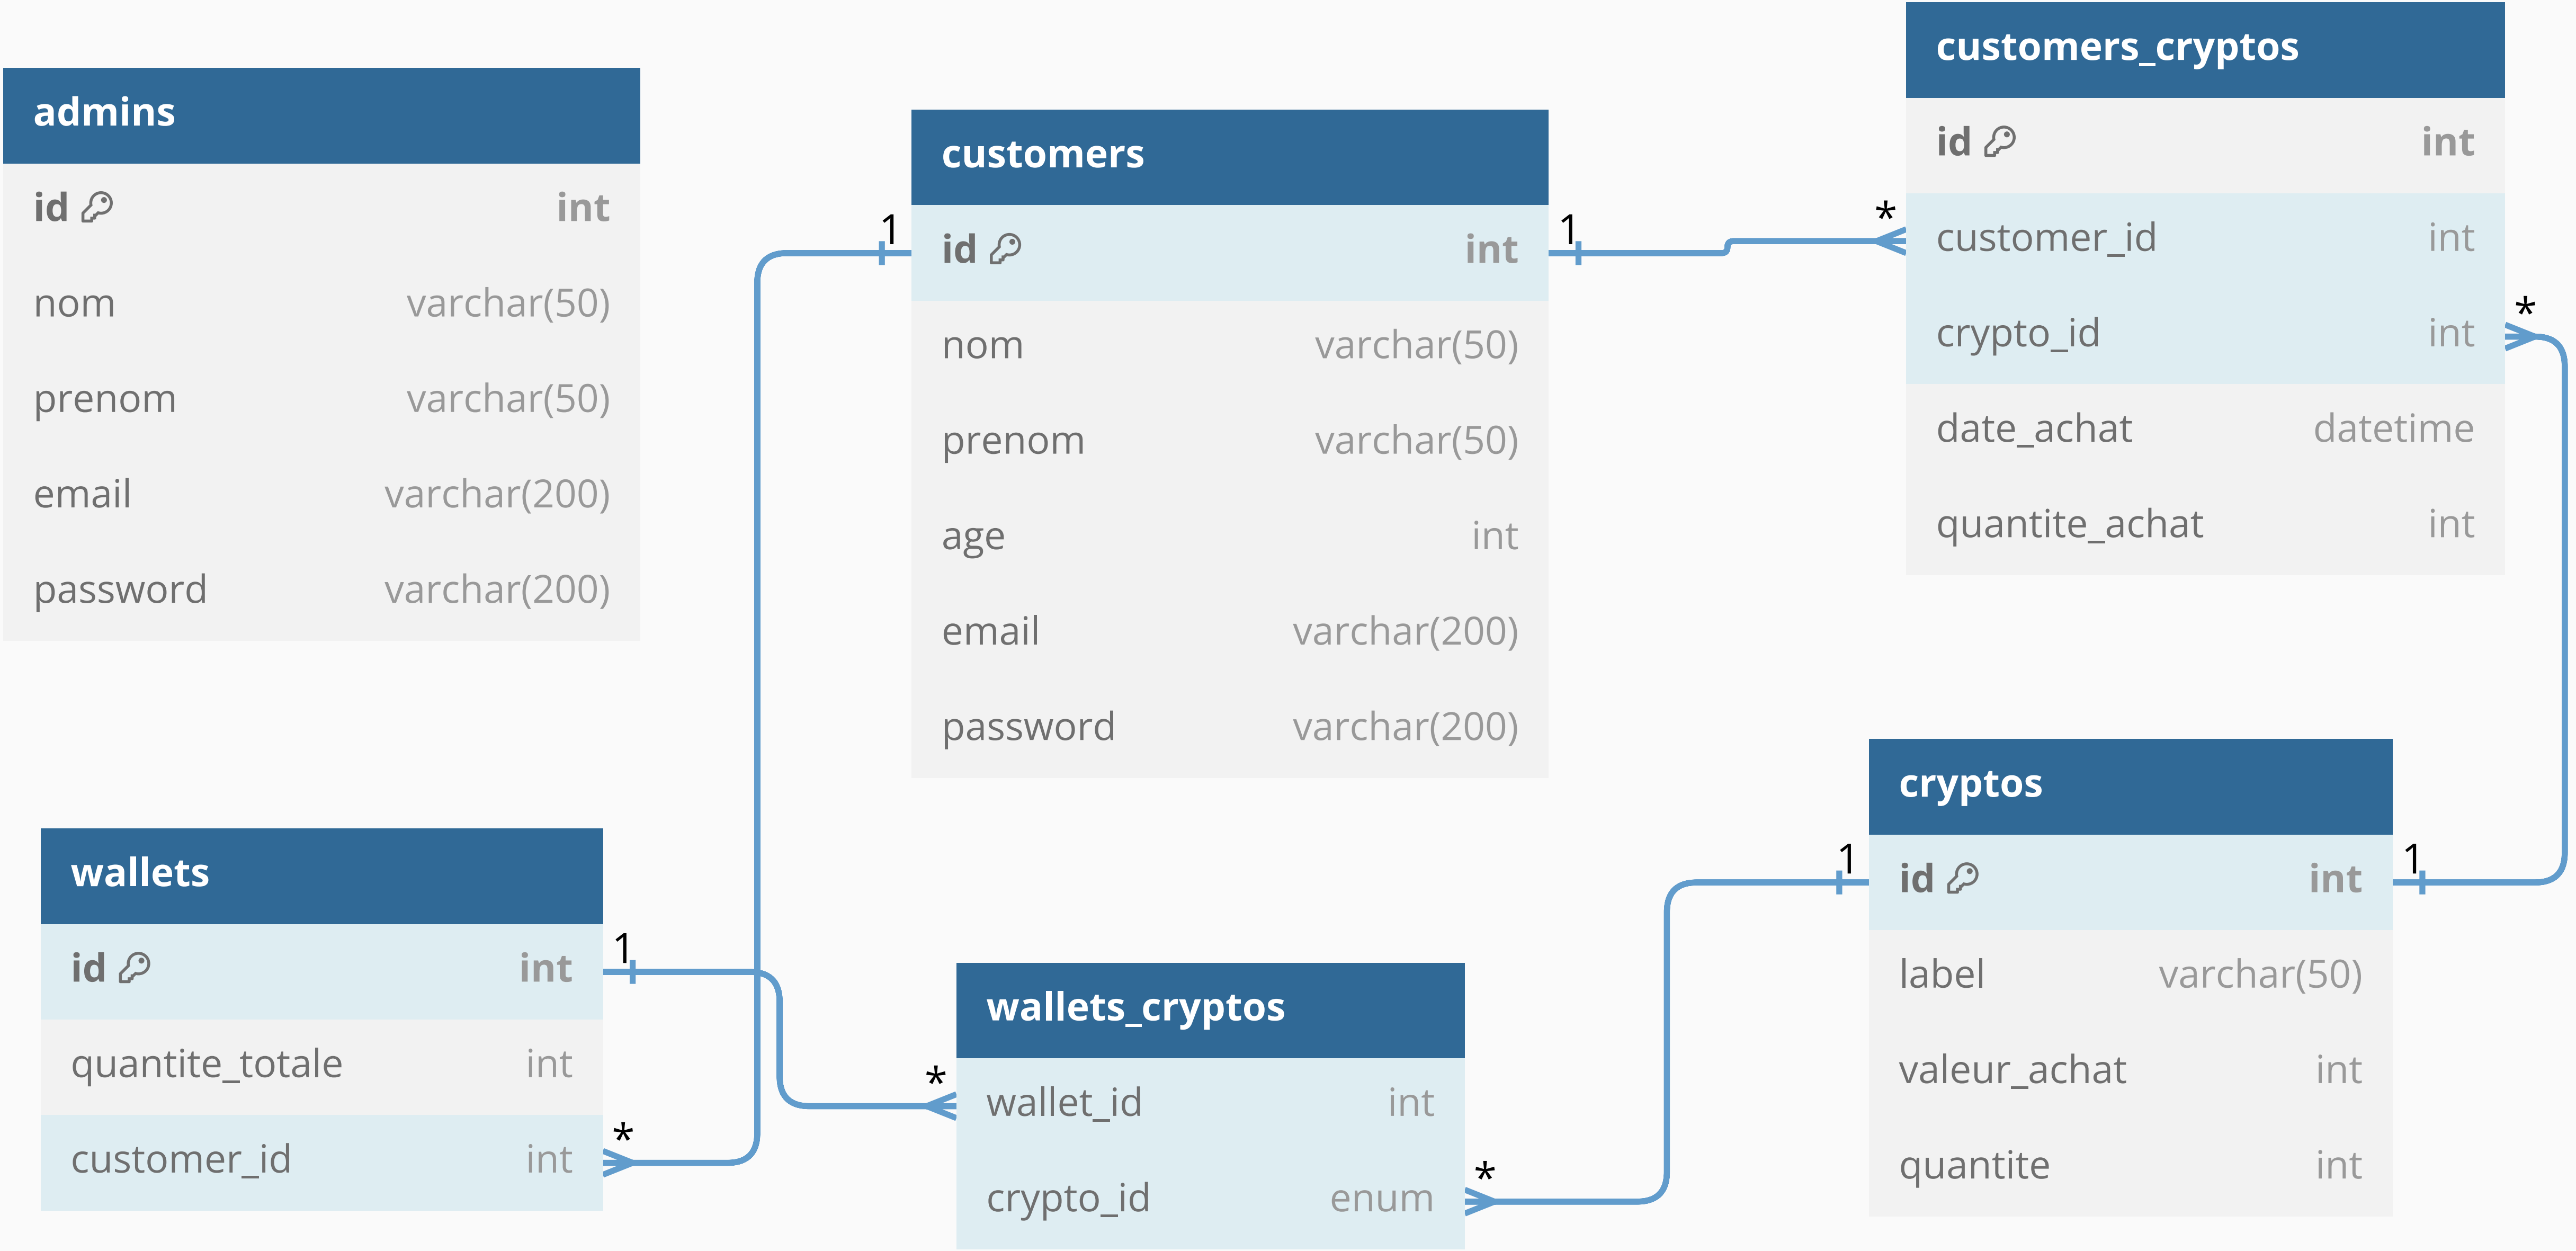 admins
id int
nom varchar(50)
prenom varchar(50)
email varchar(200)
password varchar(200)
customers
1 id int 1
nom varchar(50)
prenom varchar(50)
age int
email varchar(200)
password varchar(200)
customers_cryptos
id int
* customer_id int
crypto_id int *
date_achat datetime
quantite_achat int
wallets
id int 1
quantite_totale int
customer_id int *
wallets_cryptos
* wallet_id int
crypto_id enum *
cryptos
1 id int 1
label varchar(50)
valeur_achat int
quantite int